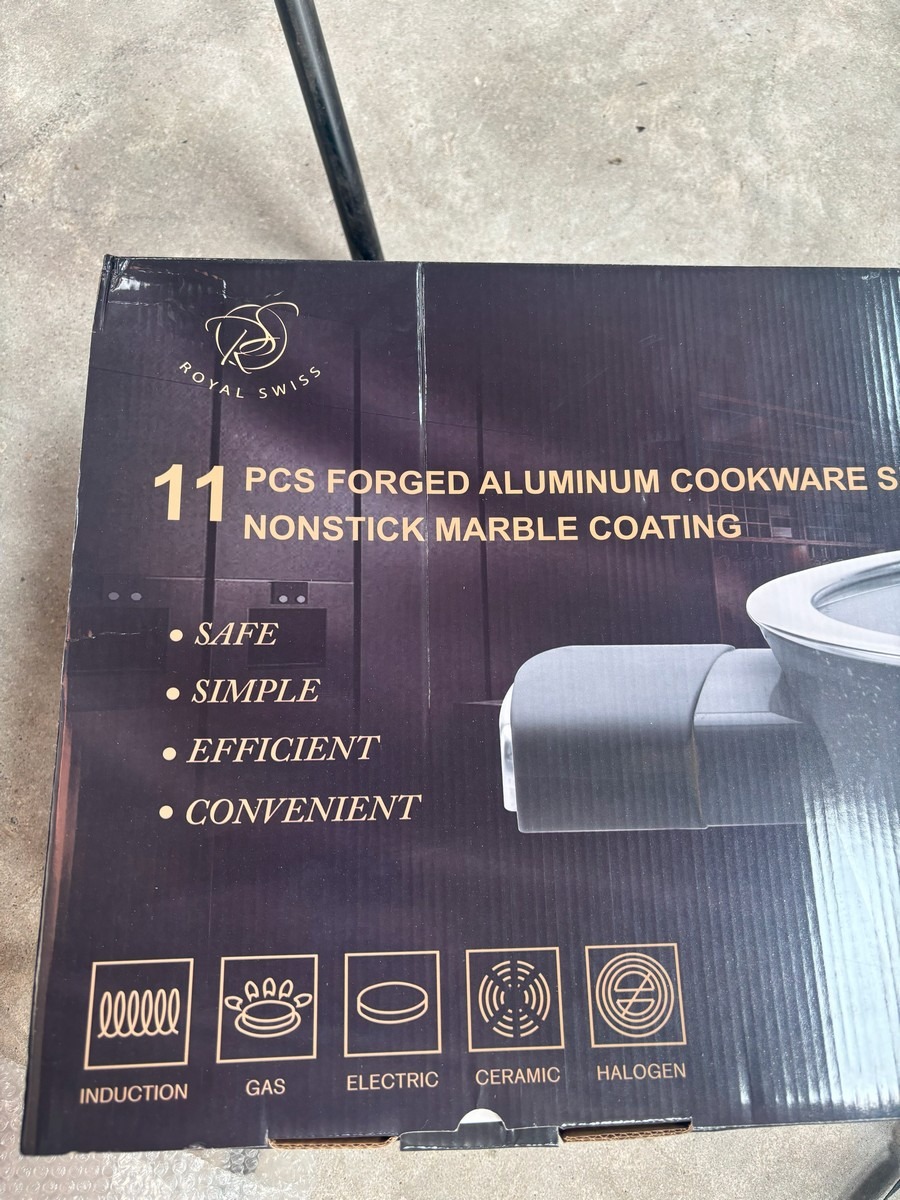 ROYAL SWISS
11 PCS FORGED ALUMINUM COOKWARE S
NONSTICK MARBLE COATING
• SAFE
• SIMPLE
• EFFICIENT
• CONVENIENT
INDUCTION GAS ELECTRIC CERAMIC HALOGEN